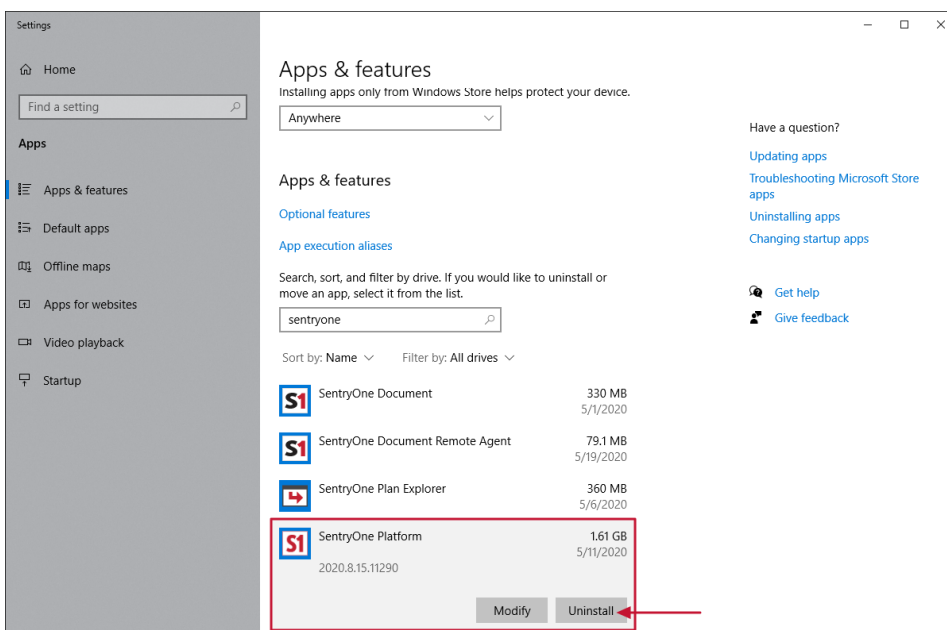 Settings
Home
Find a setting
Apps
Apps & features
Default apps
Offline maps
Apps for websites
Video playback
Startup
Apps & features
Installing apps only from Windows Store helps protect your device.
Anywhere
Apps & features
Optional features
App execution aliases
Search, sort, and filter by drive. If you would like to uninstall or
move an app, select it from the list.
sentryone
Sort by: Name Filter by: All drives
S1 SentryOne Document 330 MB
5/1/2020
S1 SentryOne Document Remote Agent 79.1 MB
5/19/2020
SentryOne Plan Explorer 360 MB
5/6/2020
S1 SentryOne Platform 1.61 GB
5/11/2020
2020.8.15.11290
Modify Uninstall
Have a question?
Updating apps
Troubleshooting Microsoft Store
apps
Uninstalling apps
Changing startup apps
Get help
Give feedback